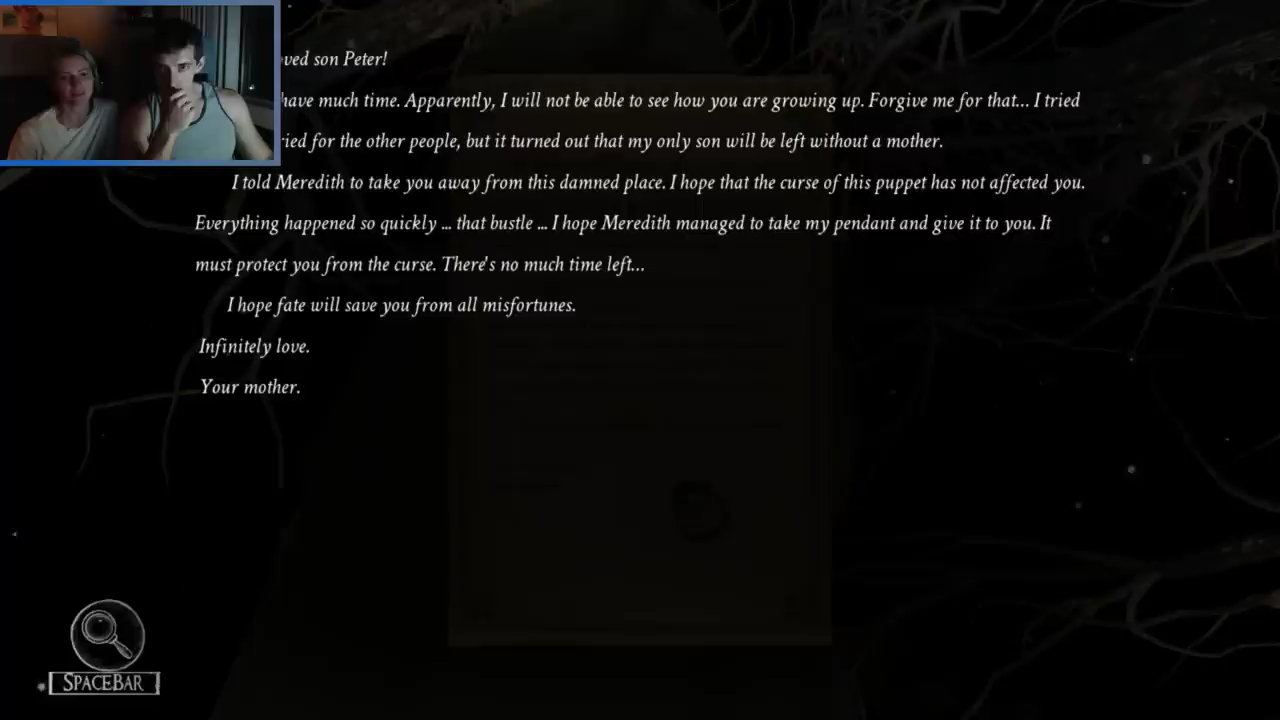 son Peter!
have much time. Apparently, I will not be able to see how you are growing up. Forgive me for that... I tried
for the other people, but it turned out that my only son will be left without a mother.
I told Meredith to take you away from this damned place. I hope that the curse of this puppet has not affected you.
Everything happened so quickly ... that bustle ... I hope Meredith managed to take my pendant and give it to you. It
must protect you from the curse. There's no much time left...
I hope fate will save you from all misfortunes.
Infinitely love.
Your mother.
SPACEBAR